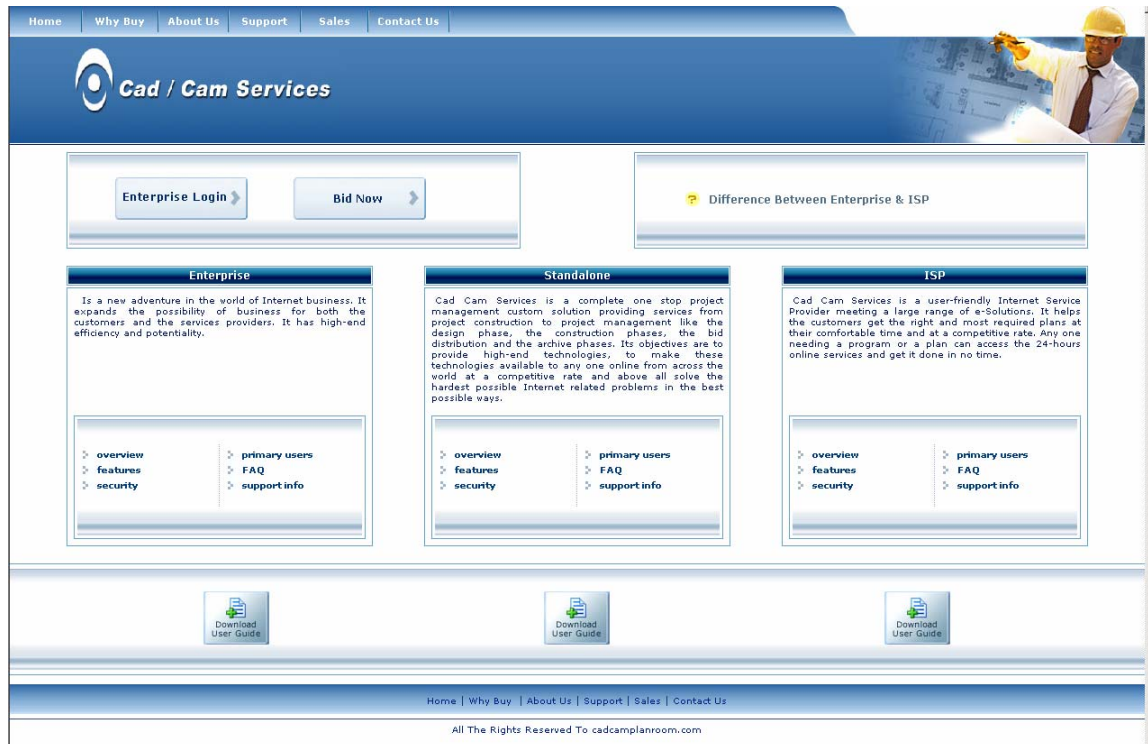 Home Why Buy About Us Support Sales Contact Us
Cad / Cam Services
Enterprise Login
Bid Now
? Difference Between Enterprise & ISP
Enterprise
Is a new adventure in the world of Internet business. It
expands the possibility of business for both the
customers and the services providers. It has high-end
efficiency and potentiality.
overview
features
security
primary users
FAQ
support info
Standalone
Cad Cam Services is a complete one stop project
management custom solution providing services from
project construction to project management like the
design phase, the construction phases, the bid
distribution and the archive phases. Its objectives are to
provide high-end technologies, to make these
technologies available to any one online from across the
world at a competitive rate and above all solve the
hardest possible Internet related problems in the best
possible ways.
overview
features
security
primary users
FAQ
support info
ISP
Cad Cam Services is a user-friendly Internet Service
Provider meeting a large range of e-Solutions. It helps
the customers get the right and most required plans at
their comfortable time and at a competitive rate. Any one
needing a program or a plan can access the 24-hours
online services and get it done in no time.
overview
features
security
primary users
FAQ
support info
Download
User Guide
Download
User Guide
Download
User Guide
Home | Why Buy | About Us | Support | Sales | Contact Us
All The Rights Reserved To cadcamplanroom.com